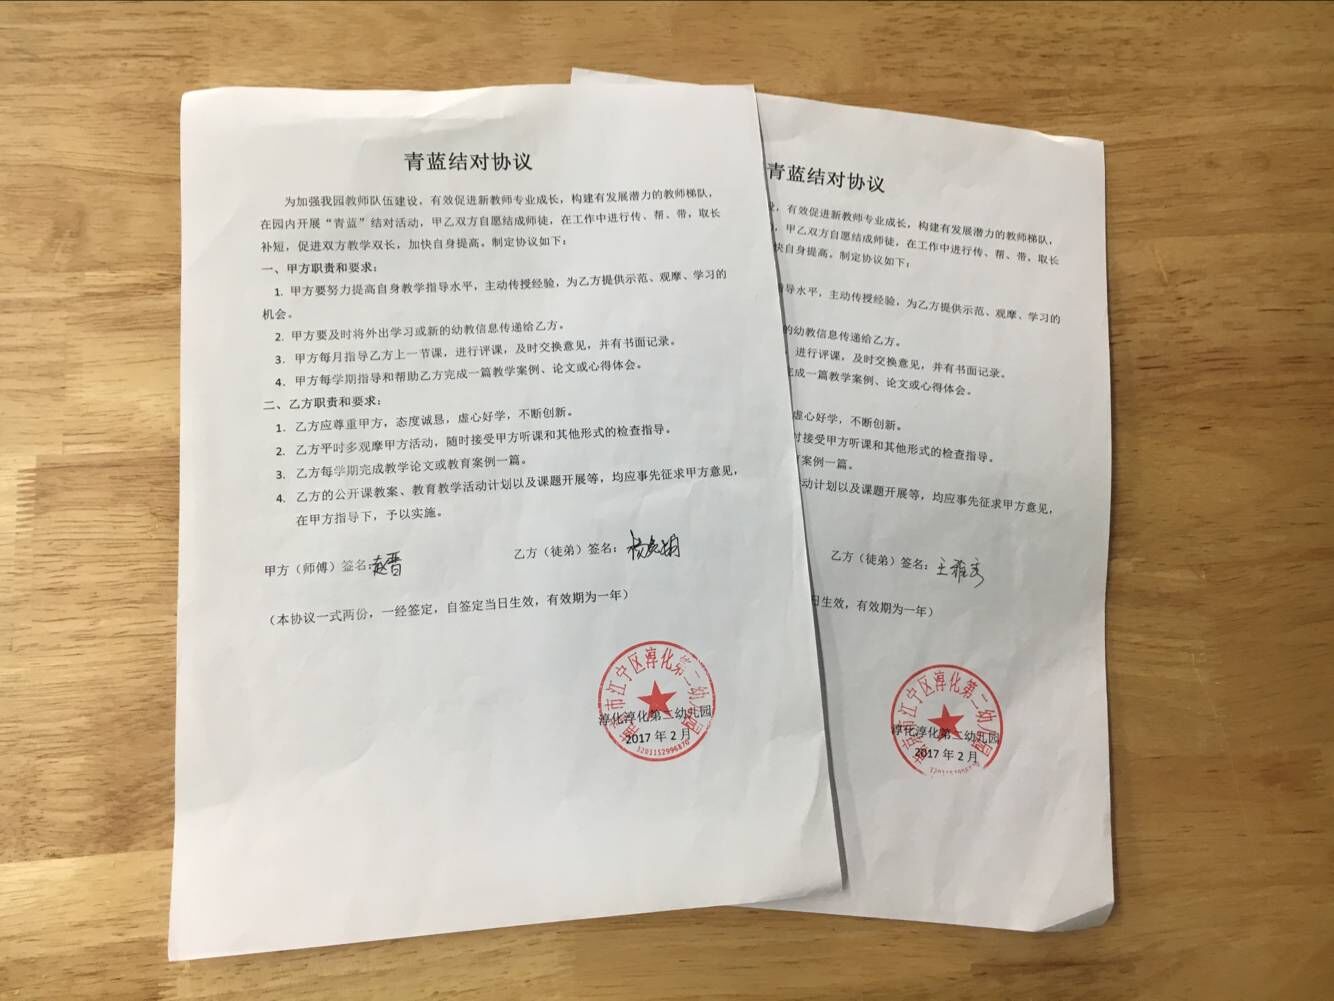 青蓝结对协议
为加强我园教师队伍建设，有效促进新教师专业成长，构建有发展潜力的教师梯队，
在园内开展“青蓝”结对活动，甲乙双方自愿结成师徒，在工作中进行传、帮、带，取长
补短，促进双方教学双长，加快自身提高。制定协议如下：
一、甲方职责和要求：
1. 甲方要努力提高自身教学指导水平，主动传授经验，为乙方提供示范、观摩、学习的
机会。
2. 甲方要及时将外出学习或新的幼教信息传递给乙方。
3. 甲方每月指导乙方上一节课，进行评课，及时交换意见，并有书面记录。
4. 甲方每学期指导和帮助乙方完成一篇教学案例、论文或心得体会。
二、乙方职责和要求：
1. 乙方应尊重甲方，态度诚恳，虚心好学，不断创新。
2. 乙方平时多观摩甲方活动，随时接受甲方听课和其他形式的检查指导。
3. 乙方每学期完成教学论文或教育案例一篇。
4. 乙方的公开课教案、教育教学活动计划以及课题开展等，均应事先征求甲方意见，
在甲方指导下，予以实施。
甲方（师傅）签名：赵晋 乙方（徒弟）签名：
（本协议一式两份，一经签定，自签定当日生效，有效期为一年）
南京市江宁区淳化第二幼儿园
淳化淳化第二幼儿园
2017 年 2 月
青蓝结对协议
，有效促进新教师专业成长，构建有发展潜力的教师梯队，
，甲乙双方自愿结成师徒，在工作中进行传、帮、带，取长
快自身提高。制定协议如下：
指导水平，主动传授经验，为乙方提供示范、观摩、学习的
的幼教信息传递给乙方。
，进行评课，及时交换意见，并有书面记录。
完成一篇教学案例、论文或心得体会。
虚心好学，不断创新。
时接受甲方听课和其他形式的检查指导。
育案例一篇。
动计划以及课题开展等，均应事先征求甲方意见，
乙方（徒弟）签名：王雅秀
日生效，有效期为一年）
南京市江宁区淳化第二幼儿园
淳化淳化第二幼儿园
2017 年 2 月